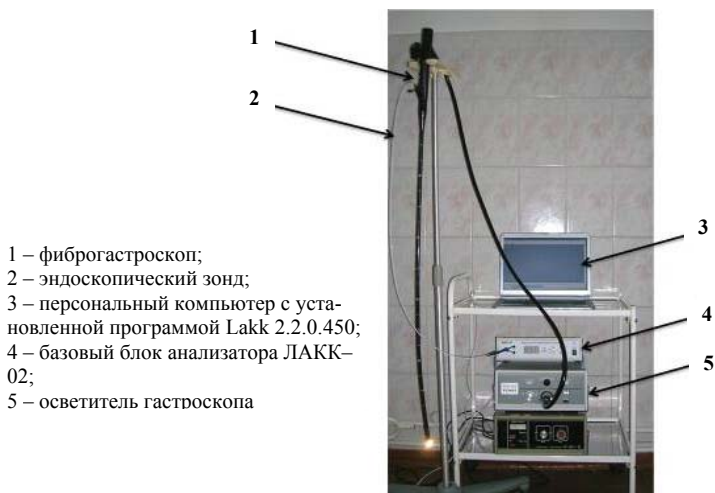 1
2
3
4
5
1 – фиброгастроскоп;
2 – эндоскопический зонд;
3 – персональный компьютер с уста-
новленной программой Lakk 2.2.0.450;
4 – базовый блок анализатора ЛАКК–
02;
5 – осветитель гастроскопа